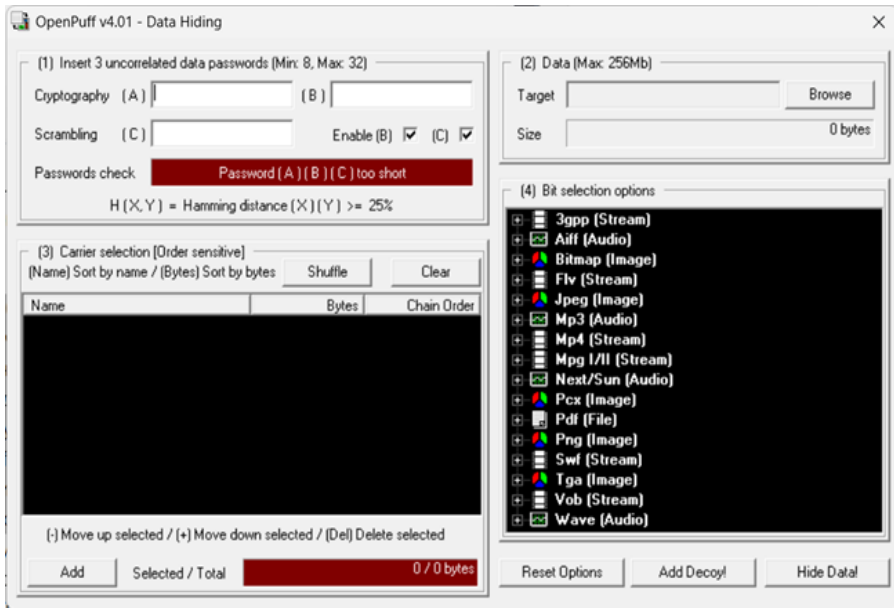 OpenPuff v4.01 - Data Hiding
(1) Insert 3 uncorrelated data passwords (Min: 8, Max: 32)
Cryptography (A) (B)
Scrambling (C) Enable (B) (C)
Passwords check Password (A) (B) (C) too short
H (X, Y) = Hamming distance (X) (Y) >= 25%
(2) Data (Max: 256Mb)
Target Browse
Size 0 bytes
(3) Carrier selection [Order sensitive]
(Name) Sort by name / (Bytes) Sort by bytes Shuffle Clear
Name Bytes Chain Order
(-) Move up selected / (+) Move down selected / (Del) Delete selected
Add Selected / Total 0 / 0 bytes
(4) Bit selection options
3gpp (Stream)
Aiff (Audio)
Bitmap (Image)
Flv (Stream)
Jpeg (Image)
Mp3 (Audio)
Mp4 (Stream)
Mpg I/II (Stream)
Next/Sun (Audio)
Pcx (Image)
Pdf (File)
Png (Image)
Swf (Stream)
Tga (Image)
Vob (Stream)
Wave (Audio)
Reset Options Add Decoy! Hide Data!